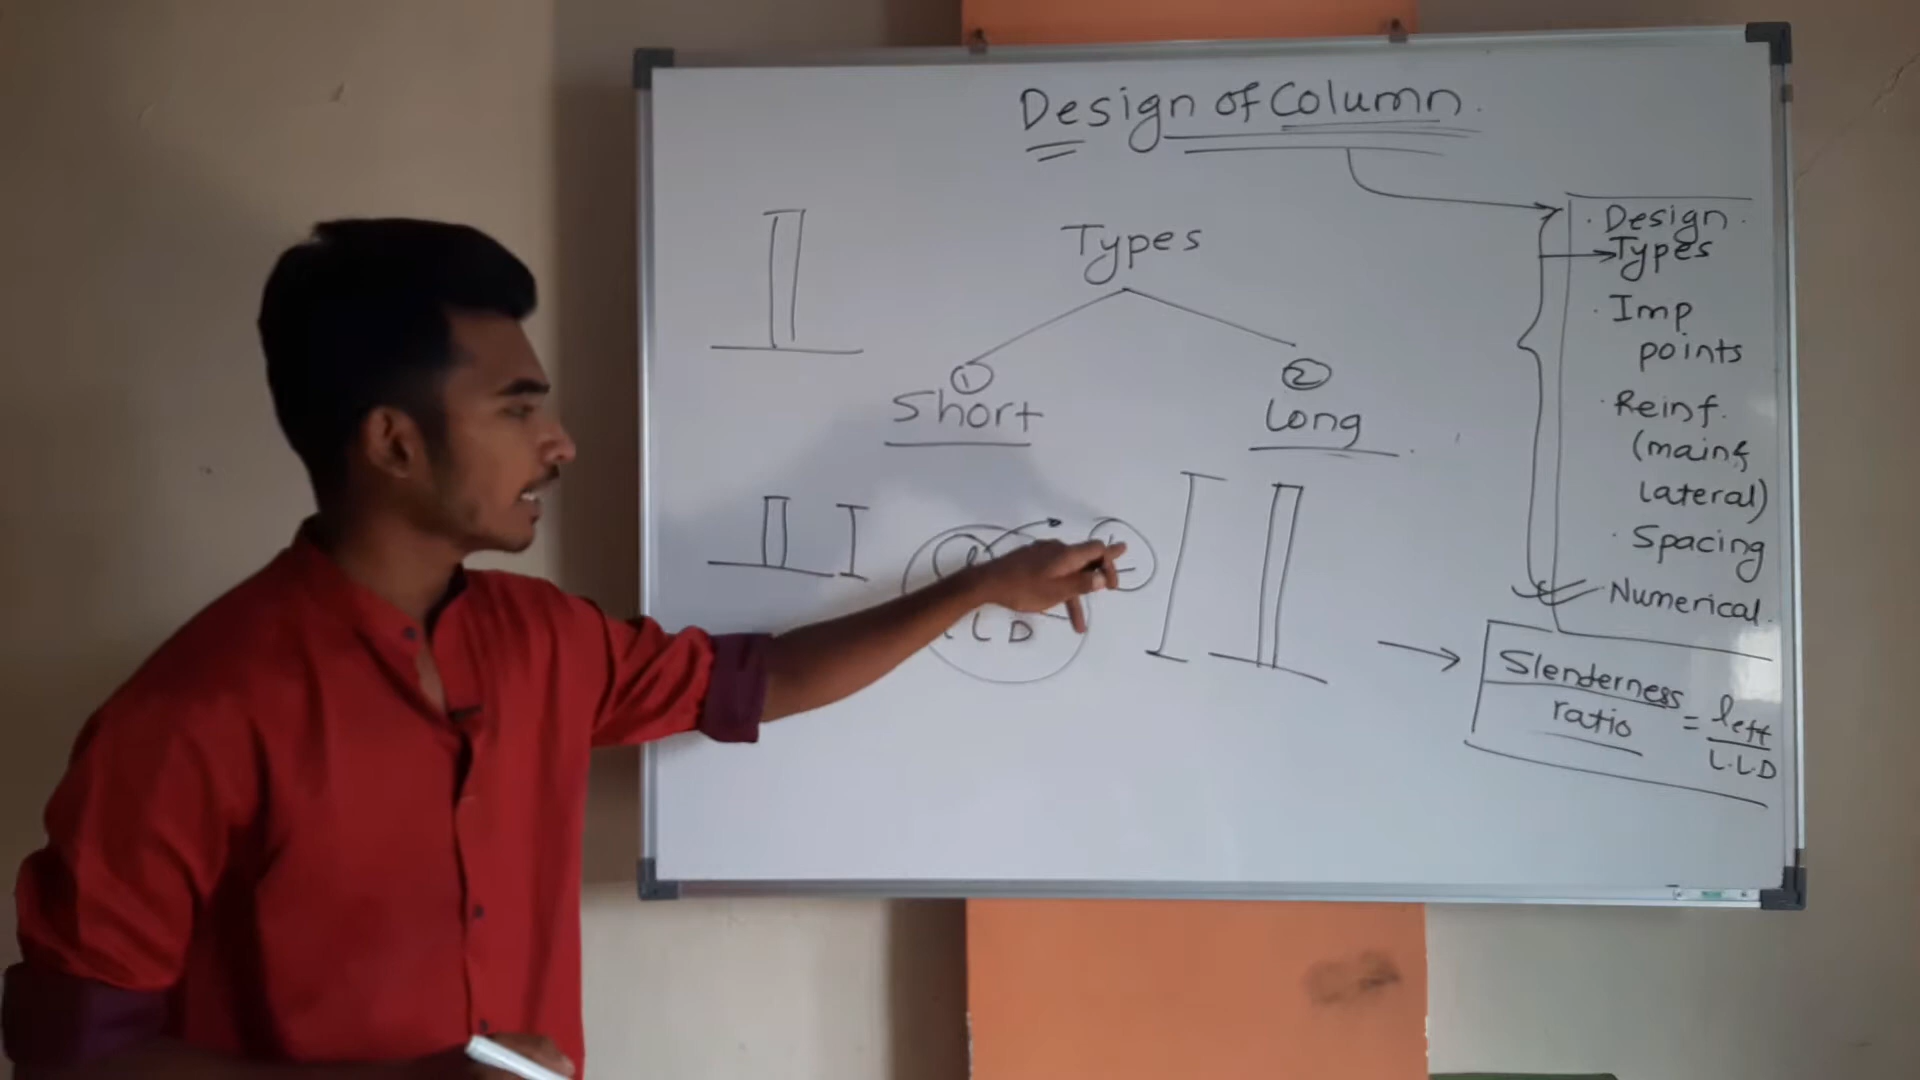 Design of Column.
Types
① Short
② Long
L D
· Design.
Types
· Imp
points
· Reinf.
(main &
lateral)
· Spacing
Numerical.
Slenderness
ratio = leff / L.L.D